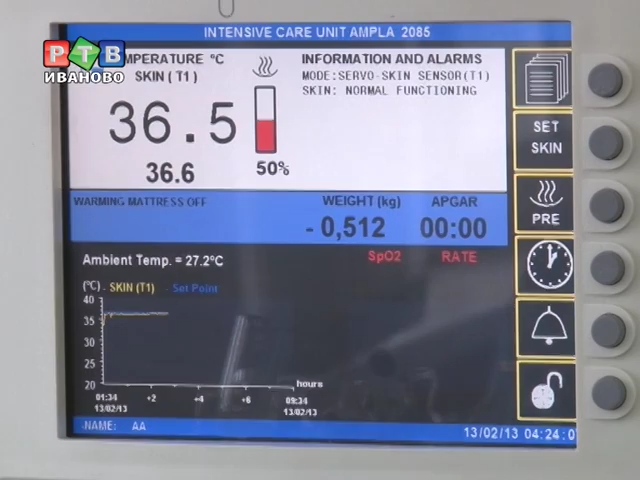 INTENSIVE CARE UNIT AMPLA 2085
РТВ
ИВАНОВО
MPERATURE °C
SKIN (T1)
36.5
36.6
50%
INFORMATION AND ALARMS
MODE:SERVO-SKIN SENSOR(T1)
SKIN: NORMAL FUNCTIONING
SET
SKIN
PRE
WARMING MATTRESS OFF
WEIGHT (kg)
- 0,512
APGAR
00:00
Ambient Temp. = 27.2°C
SpO2
RATE
(°C) - SKIN (T1) - Set Point
40
35
30
25
20
hours
01:34 +2 +4 +6 09:34
13/02/13 13/02/13
NAME: AA
13/02/13 04:24:0